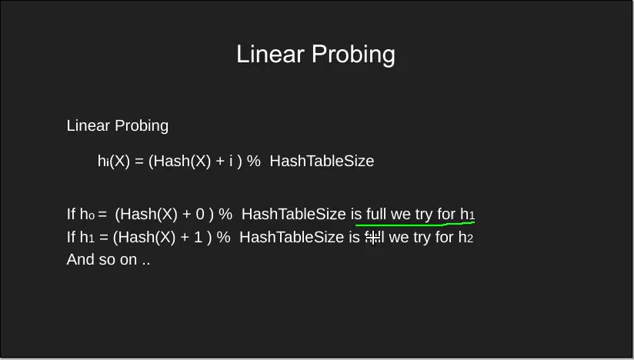 Linear Probing
Linear Probing
hi(X) = (Hash(X) + i ) % HashTableSize
If h0 = (Hash(X) + 0 ) % HashTableSize is full we try for h1
If h1 = (Hash(X) + 1 ) % HashTableSize is full we try for h2
And so on ..